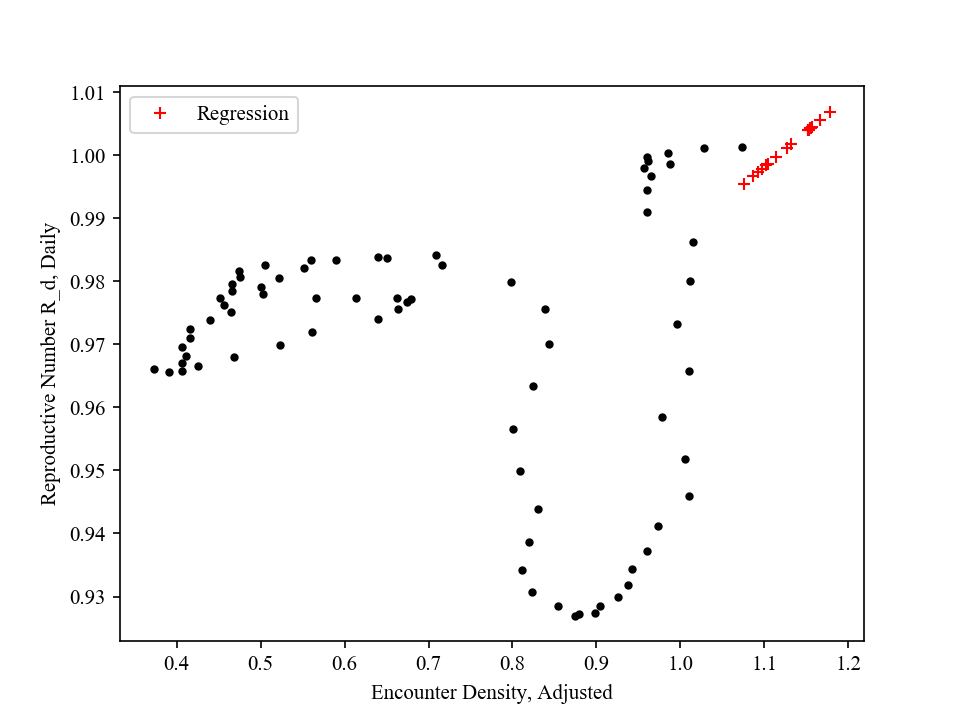 Regression
1.01
1.00
0.99
0.98
0.97
0.96
0.95
0.94
0.93
Reproductive Number R_d, Daily
0.4 0.5 0.6 0.7 0.8 0.9 1.0 1.1 1.2
Encounter Density, Adjusted